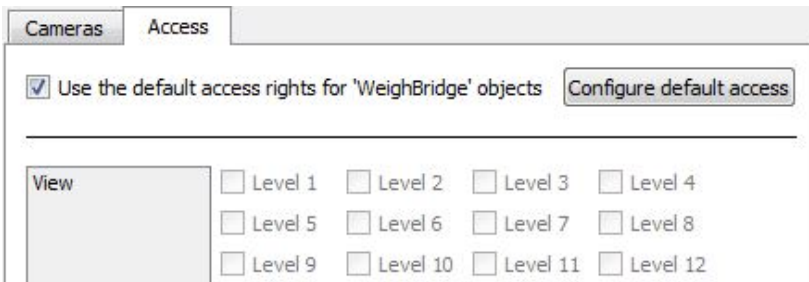 Cameras Access
Use the default access rights for 'WeighBridge' objects Configure default access
View Level 1 Level 2 Level 3 Level 4
Level 5 Level 6 Level 7 Level 8
Level 9 Level 10 Level 11 Level 12